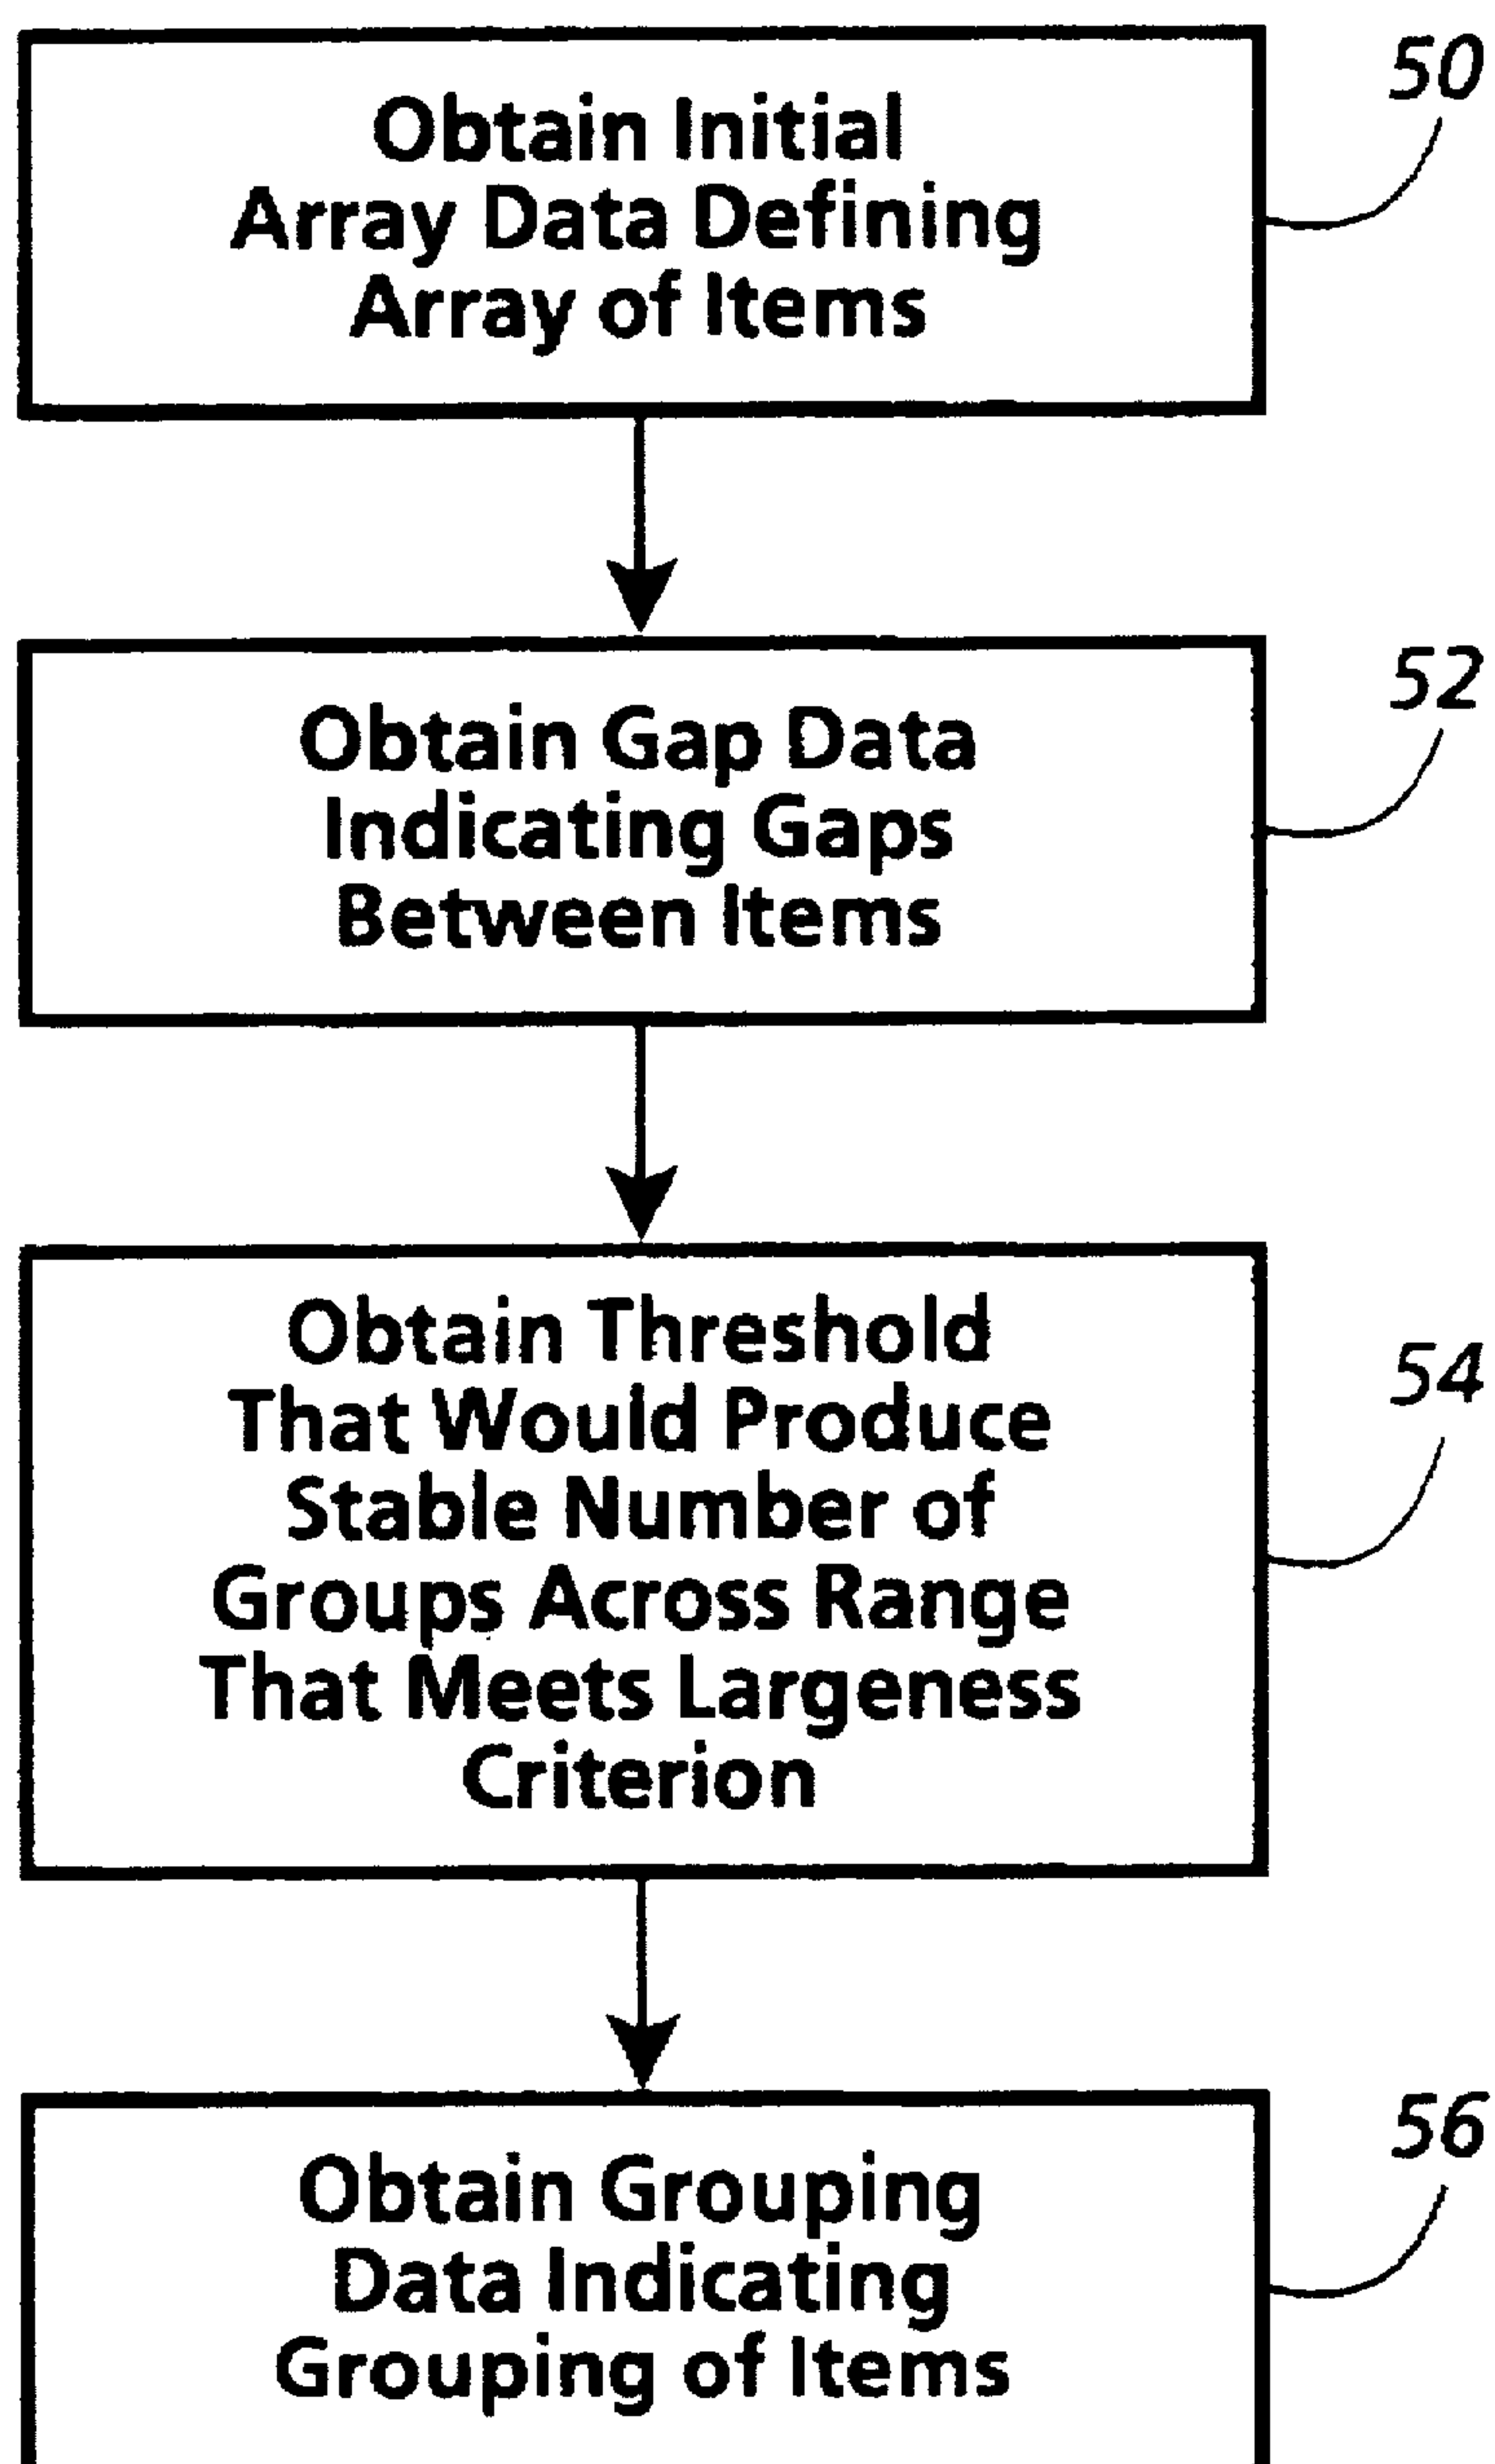 50
Obtain Initial
Array Data Defining
Array of Items
52
Obtain Gap Data
Indicating Gaps
Between Items
54
Obtain Threshold
That Would Produce
Stable Number of
Groups Across Range
That Meets Largeness
Criterion
56
Obtain Grouping
Data Indicating
Grouping of Items